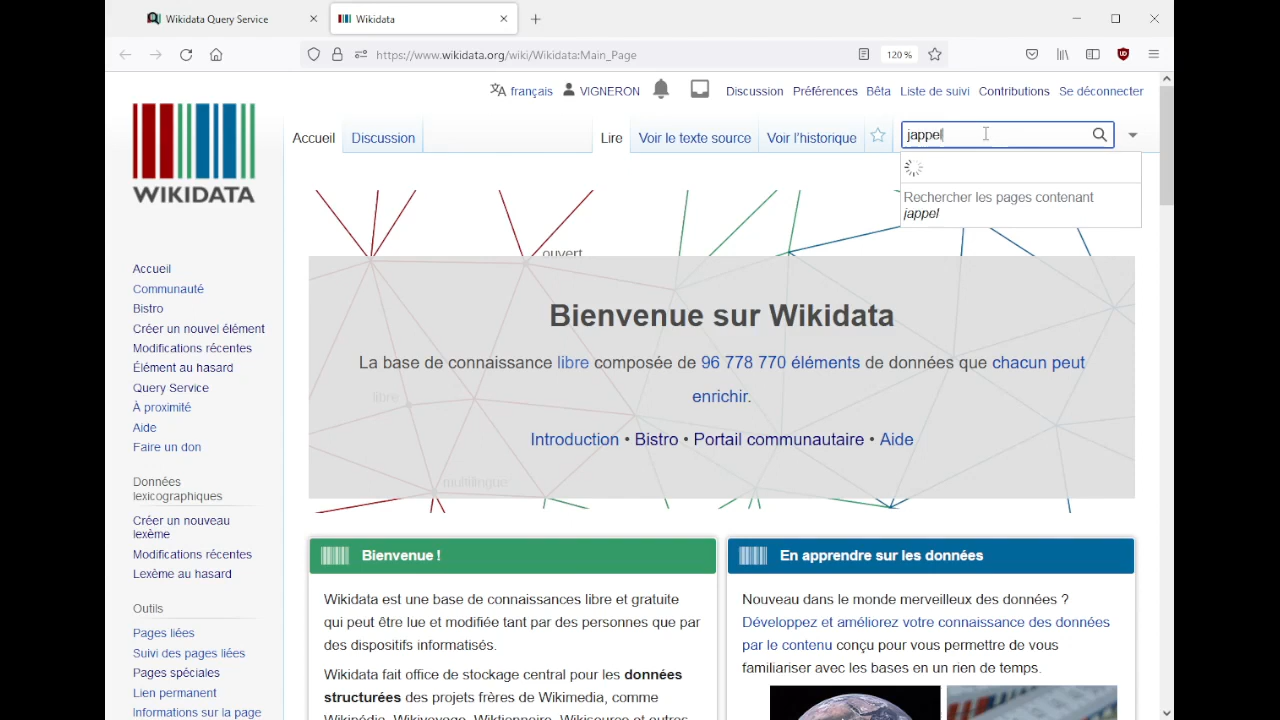 Wikidata Query Service
Wikidata
https://www.wikidata.org/wiki/Wikidata:Main_Page
120 %
français
VIGNERON
Discussion
Préférences
Bêta
Liste de suivi
Contributions
Se déconnecter
WIKIDATA
Accueil
Discussion
Lire
Voir le texte source
Voir l'historique
jappel
Rechercher les pages contenant
jappel
Accueil
Communauté
Bistro
Créer un nouvel élément
Modifications récentes
Élément au hasard
Query Service
À proximité
Aide
Faire un don
Données
lexicographiques
Créer un nouveau
lexème
Modifications récentes
Lexème au hasard
Outils
Pages liées
Suivi des pages liées
Pages spéciales
Lien permanent
Informations sur la page
ouvert
Bienvenue sur Wikidata
La base de connaissance libre composée de 96 778 770 éléments de données que chacun peut
libre
enrichir.
Introduction • Bistro • Portail communautaire • Aide
multilingue
Bienvenue !
Wikidata est une base de connaissances libre et gratuite
qui peut être lue et modifiée tant par des personnes que par
des dispositifs informatisés.
Wikidata fait office de stockage central pour les données
structurées des projets frères de Wikimedia, comme
Wikipédia, Wikivoyage, Wiktionnaire, Wikisource et autres
En apprendre sur les données
Nouveau dans le monde merveilleux des données ?
Développez et améliorez votre connaissance des données
par le contenu conçu pour vous permettre de vous
familiariser avec les bases en un rien de temps.